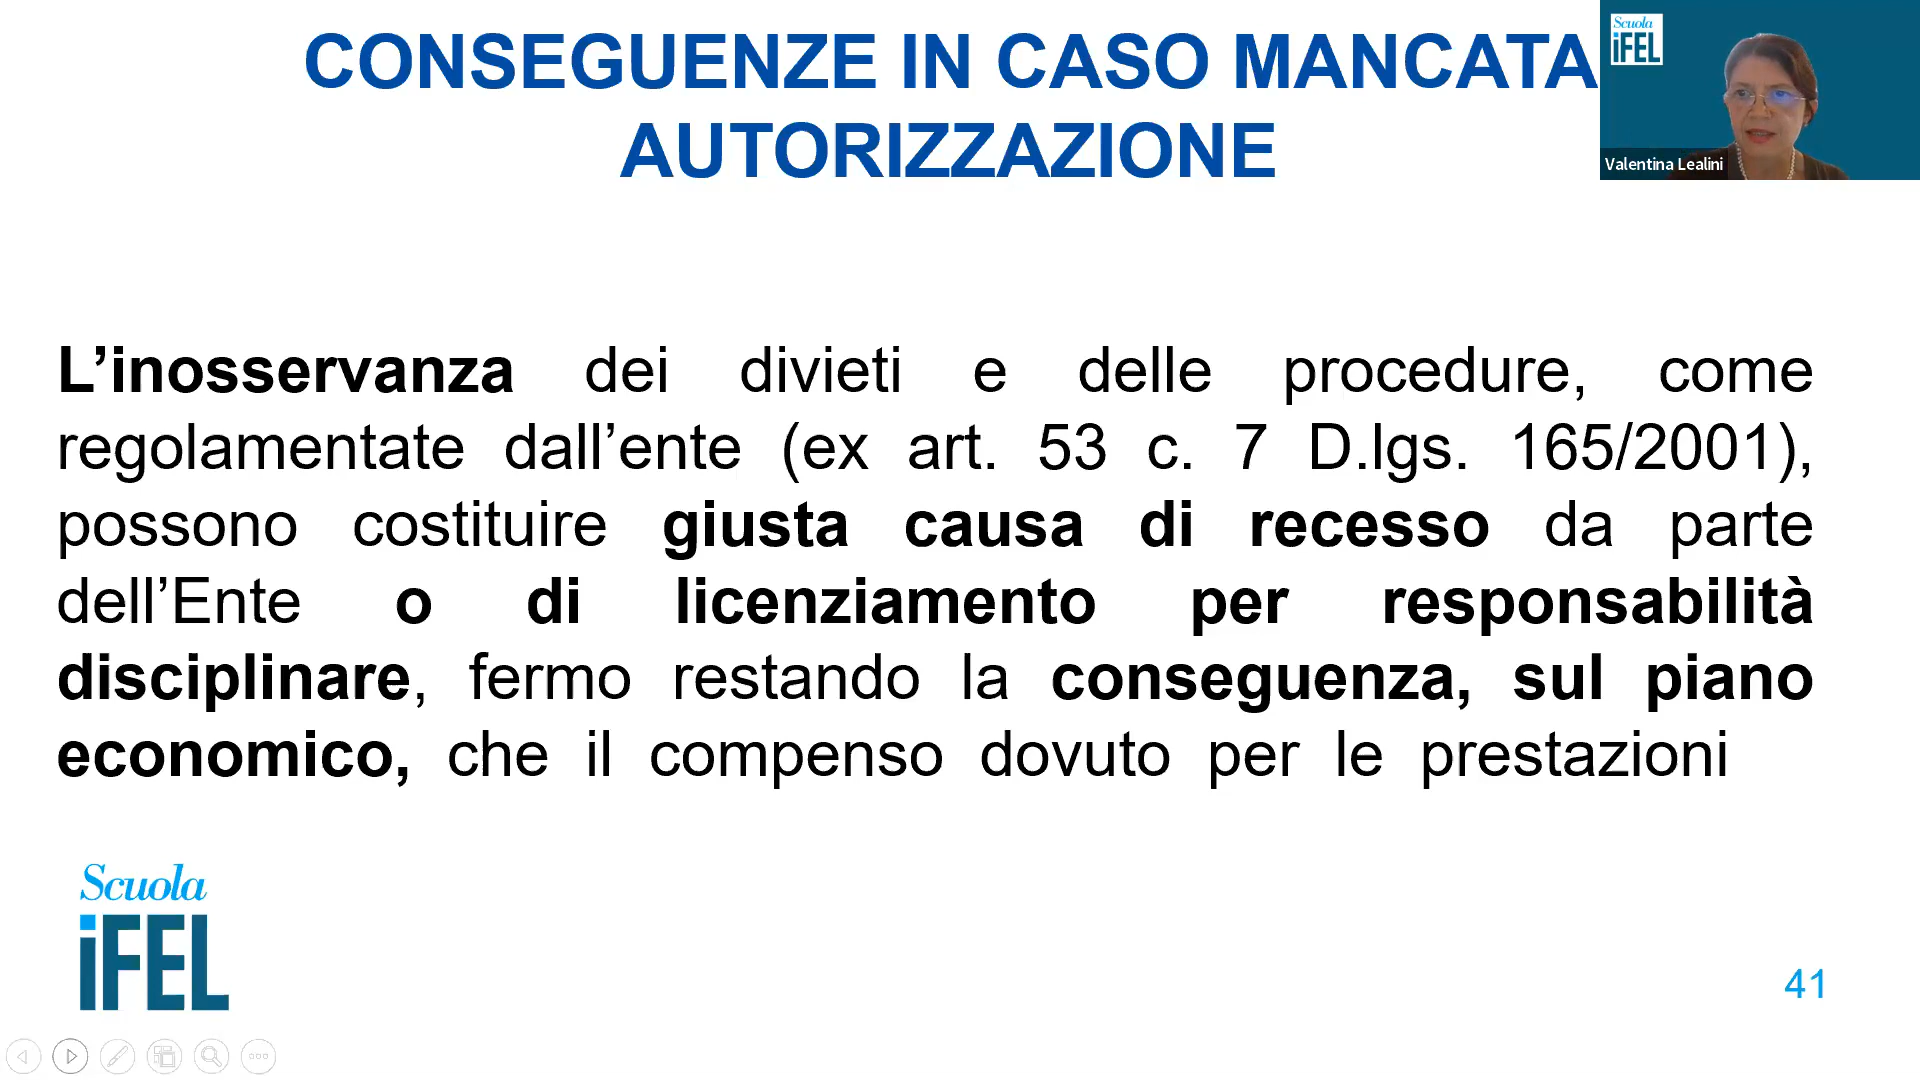 CONSEGUENZE IN CASO MANCATA
AUTORIZZAZIONE
Scuola
iFEL
Valentina Lealini
L’inosservanza dei divieti e delle procedure, come
regolamentate dall’ente (ex art. 53 c. 7 D.lgs. 165/2001),
possono costituire giusta causa di recesso da parte
dell’Ente o di licenziamento per responsabilità
disciplinare, fermo restando la conseguenza, sul piano
economico, che il compenso dovuto per le prestazioni
Scuola
iFEL
41